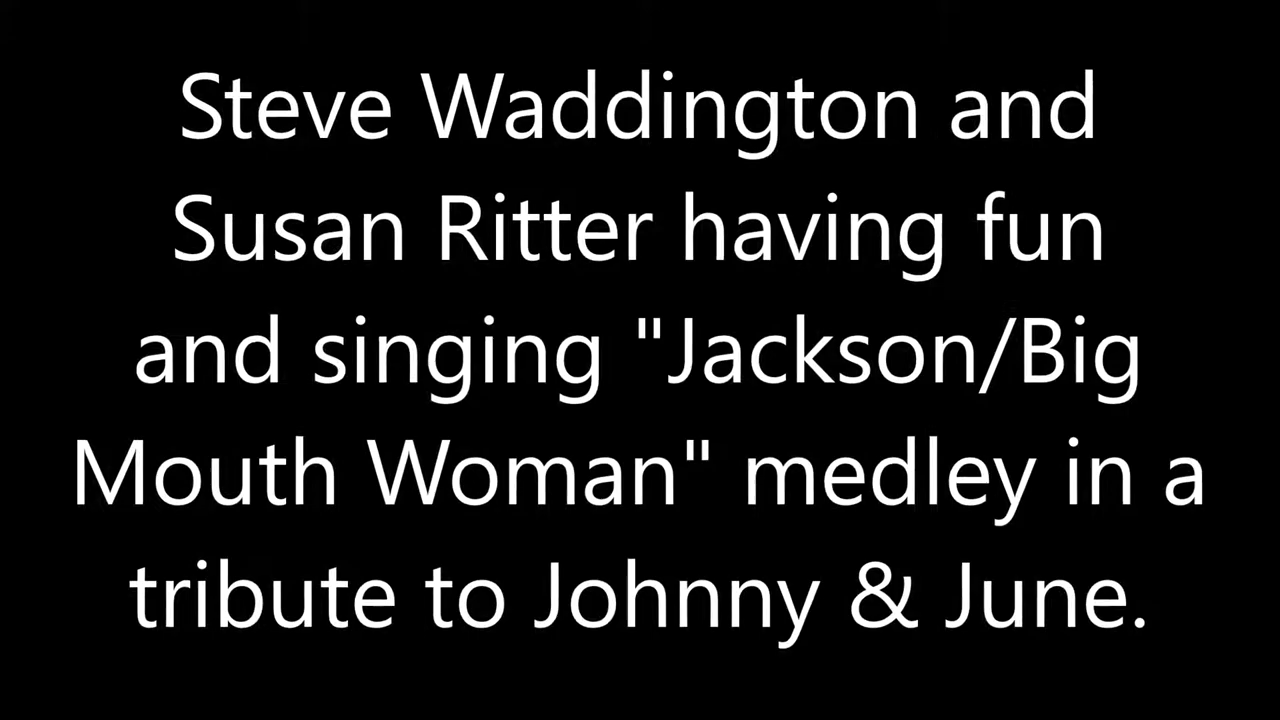 Steve Waddington and
Susan Ritter having fun
and singing "Jackson/Big
Mouth Woman" medley in a
tribute to Johnny & June.